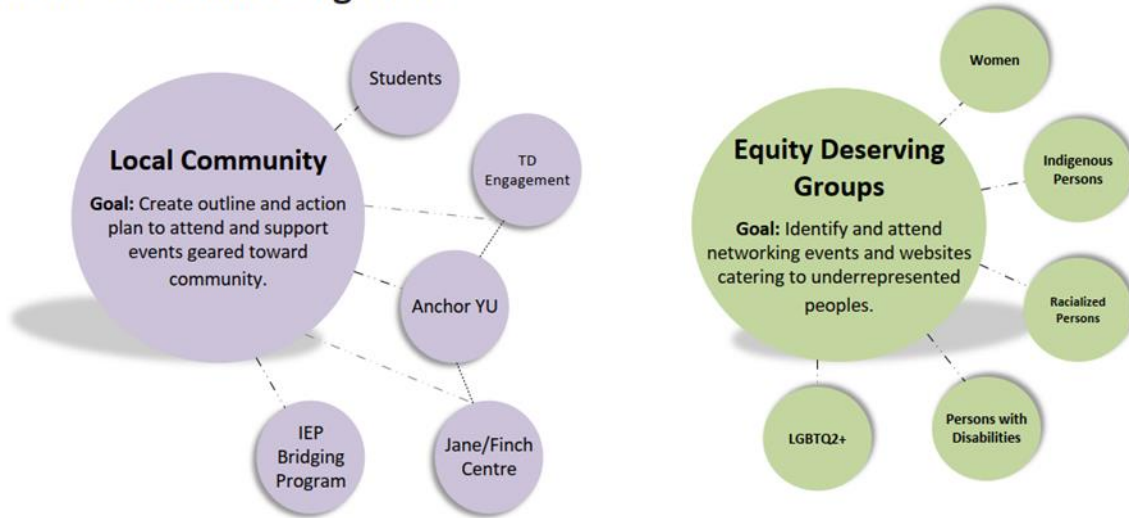 Students
Local Community
Goal: Create outline and action
plan to attend and support
events geared toward
community.
TD
Engagement
Anchor YU
IEP
Bridging
Program
Jane/Finch
Centre
Women
Equity Deserving
Groups
Goal: Identify and attend
networking events and websites
catering to underrepresented
peoples.
Indigenous
Persons
Racialized
Persons
Persons with
Disabilities
LGBTQ2+